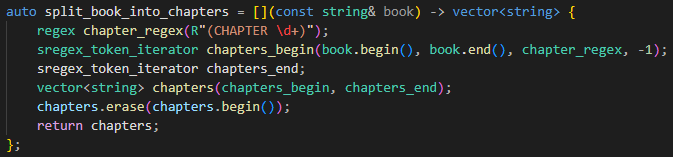 auto split_book_into_chapters = [](const string& book) -> vector<string> {
    regex chapter_regex(R"(CHAPTER \d+)");
    sregex_token_iterator chapters_begin(book.begin(), book.end(), chapter_regex, -1);
    sregex_token_iterator chapters_end;
    vector<string> chapters(chapters_begin, chapters_end);
    chapters.erase(chapters.begin());
    return chapters;
};